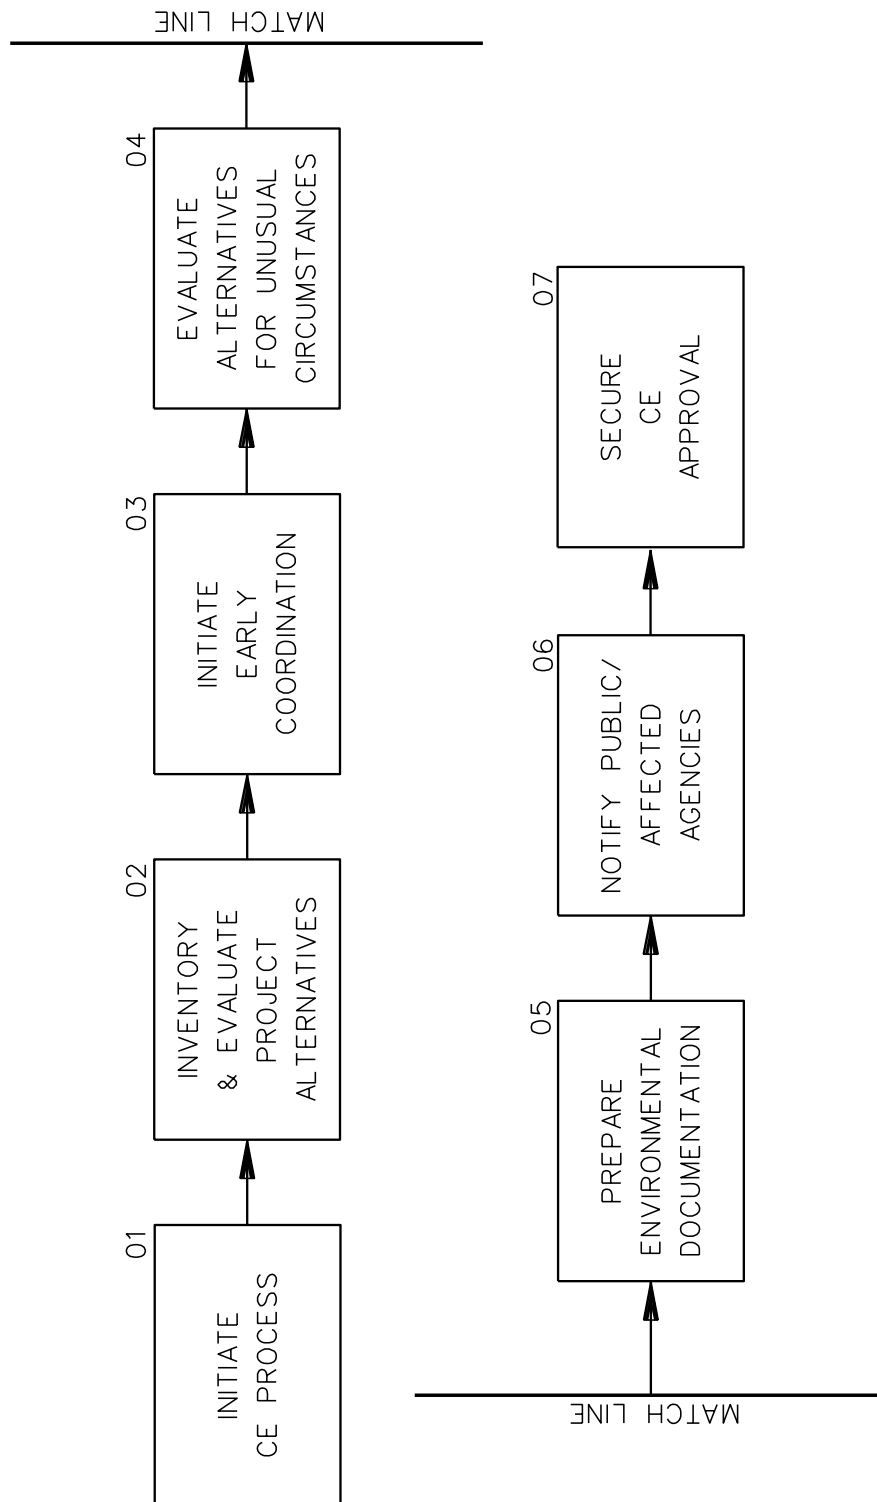 01
INITIATE
CE PROCESS
02
INVENTORY
& EVALUATE
PROJECT
ALTERNATIVES
03
INITIATE
EARLY
COORDINATION
04
EVALUATE
ALTERNATIVES
FOR UNUSUAL
CIRCUMSTANCES
MATCH LINE
MATCH LINE
05
PREPARE
ENVIRONMENTAL
DOCUMENTATION
06
NOTIFY PUBLIC/
AFFECTED
AGENCIES
07
SECURE
CE
APPROVAL